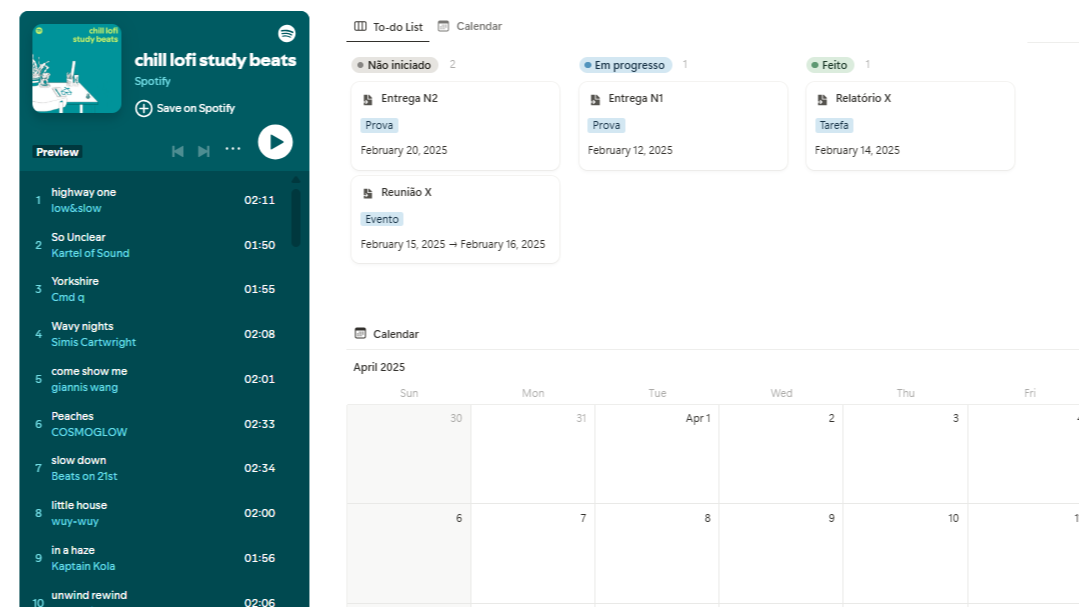 chill lofi
study beats
chill lofi study beats
Spotify
Save on Spotify
Preview
1 highway one 02:11
low&slow
2 So Unclear 01:50
Kartel of Sound
3 Yorkshire 01:55
Cmd q
4 Wavy nights 02:08
Simis Cartwright
5 come show me 02:01
giannis wang
6 Peaches 02:33
COSMOGLOW
7 slow down 02:34
Beats on 21st
8 little house 02:00
wuy-wuy
9 in a haze 01:56
Kaptain Kola
10 unwind rewind 02:06
To-do List Calendar
Não iniciado 2
Entrega N2
Prova
February 20, 2025
Reunião X
Evento
February 15, 2025 → February 16, 2025
Em progresso 1
Entrega N1
Prova
February 12, 2025
Feito 1
Relatório X
Tarefa
February 14, 2025
Calendar
April 2025
Sun Mon Tue Wed Thu Fri
30 31 Apr 1 2 3
6 7 8 9 10